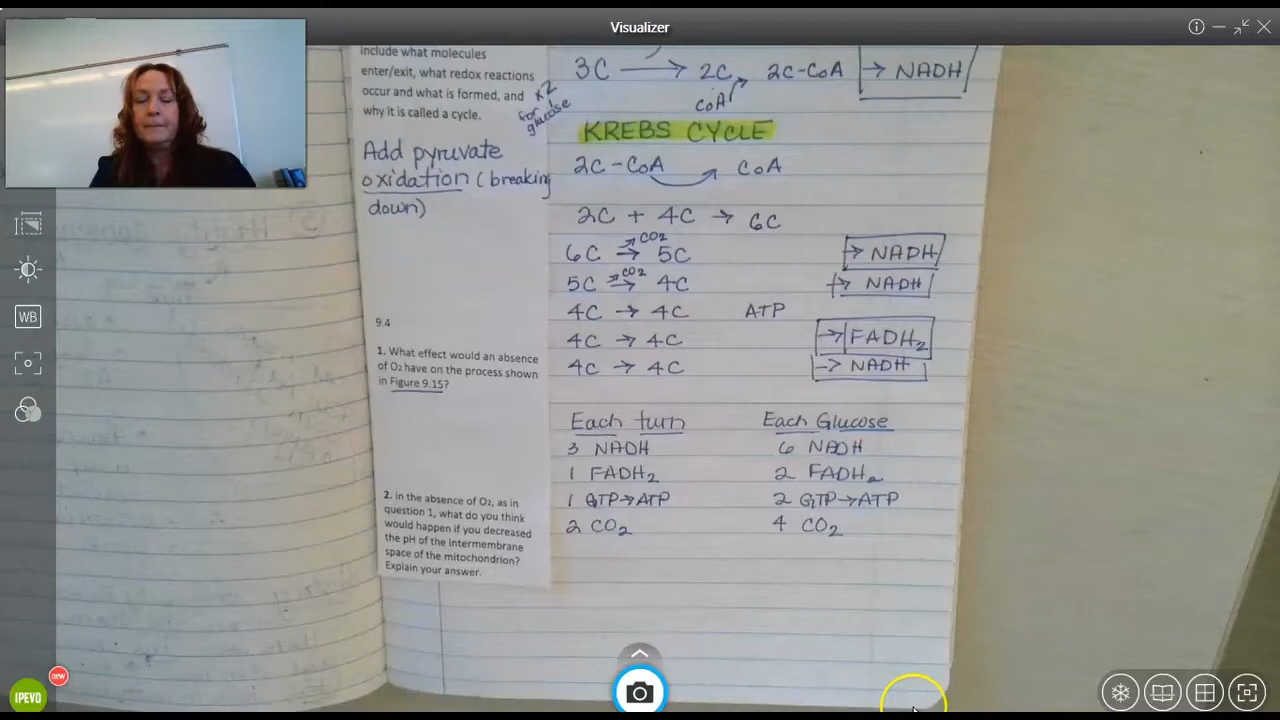 Visualizer
include what molecules
enter/exit, what redox reactions
occur and what is formed, and
why it is called a cycle.
x2
for
glucose
Add pyruvate
oxidation (breaking
down)
9.4
1. What effect would an absence
of O₂ have on the process shown
in Figure 9.15?
2. in the absence of O₂, as in
question 1, what do you think
would happen if you decreased
the pH of the intermembrane
space of the mitochondrion?
Explain your answer.
3C → 2C 2C-CoA → NADH
CoA
KREBS CYCLE
2C - CoA → CoA
2C + 4C → 6C
6C → CO2 → 5C → NADH
5C → CO2 → 4C → NADH
4C → 4C ATP
4C → 4C → FADH₂
4C → 4C → NADH
Each turn Each Glucose
3 NADH 6 NADH
1 FADH₂ 2 FADH₂
1 GTP→ATP 2 GTP→ATP
2 CO₂ 4 CO₂
WB
new
IPEVO